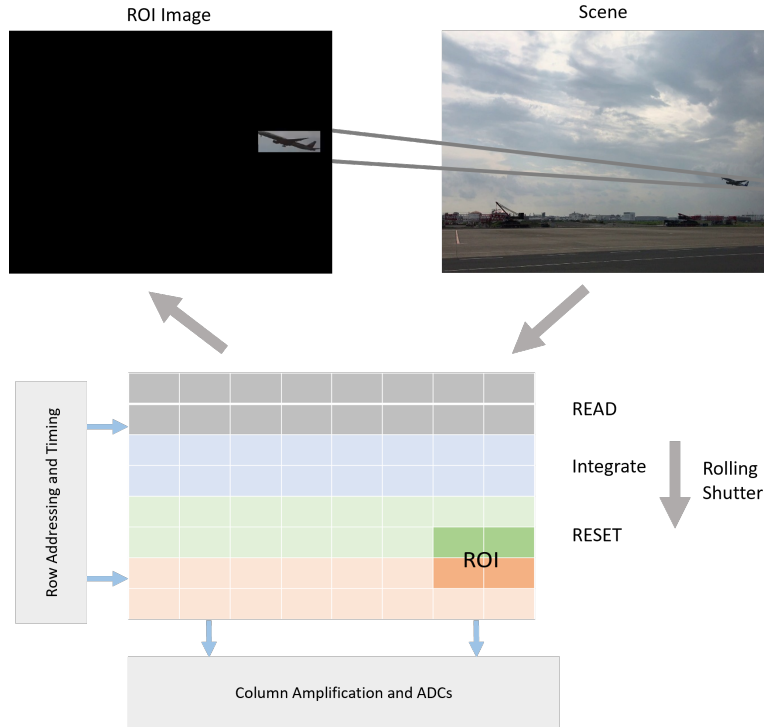 ROI Image
Scene
READ
Integrate
Rolling
Shutter
RESET
ROI
Row Addressing and Timing
Column Amplification and ADCs